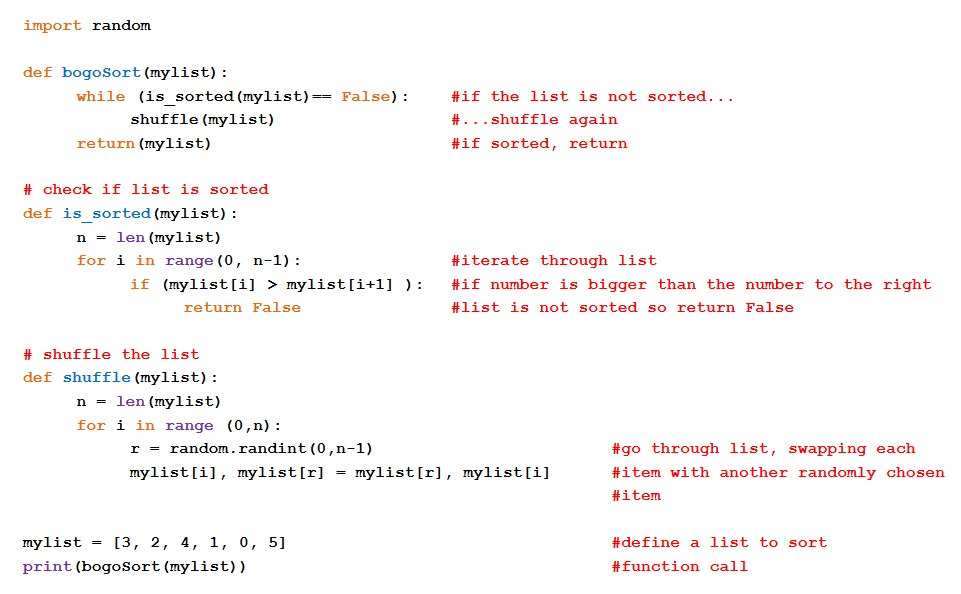 import random
def bogoSort(mylist):
while (is_sorted(mylist)== False): #if the list is not sorted...
shuffle(mylist) #...shuffle again
return(mylist) #if sorted, return
# check if list is sorted
def is_sorted(mylist):
n = len(mylist)
for i in range(0, n-1): #iterate through list
if (mylist[i] > mylist[i+1] ): #if number is bigger than the number to the right
return False #list is not sorted so return False
# shuffle the list
def shuffle(mylist):
n = len(mylist)
for i in range (0,n):
r = random.randint(0,n-1) #go through list, swapping each
mylist[i], mylist[r] = mylist[r], mylist[i] #item with another randomly chosen
#item
mylist = [3, 2, 4, 1, 0, 5] #define a list to sort
print(bogoSort(mylist)) #function call